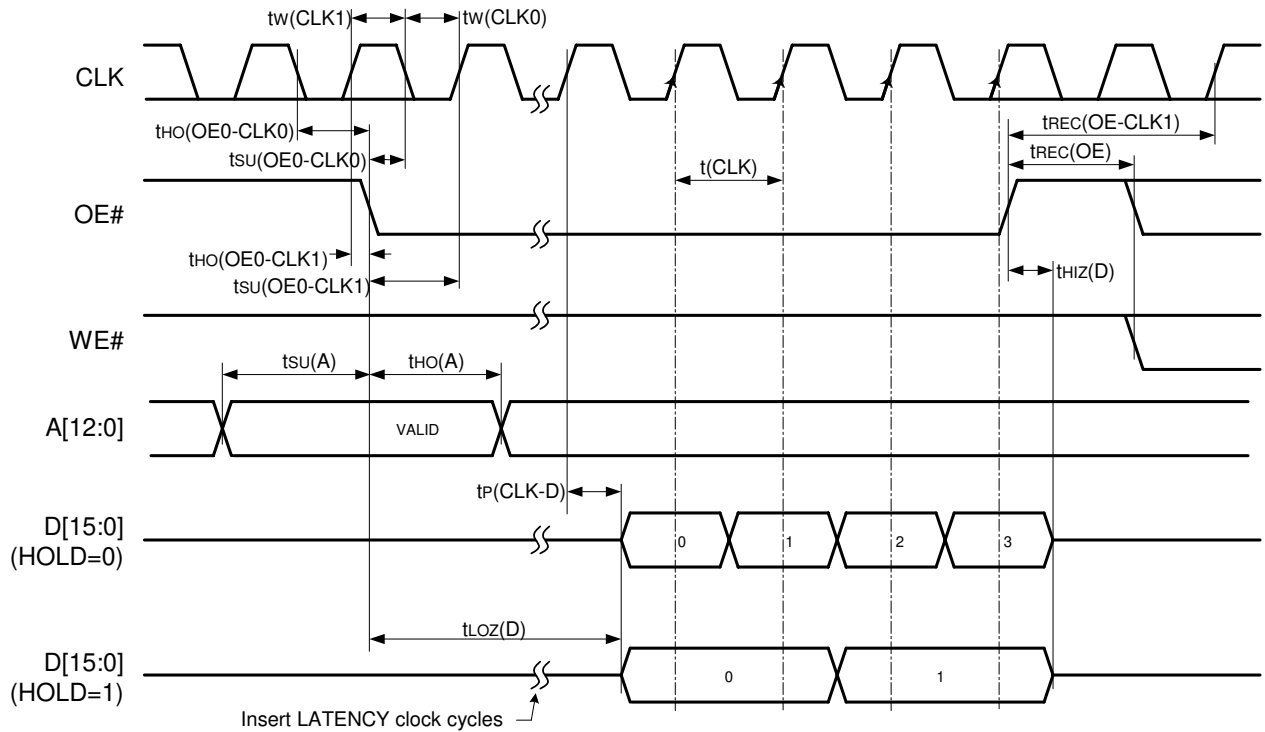 tW(CLK1) tW(CLK0)
CLK
tHO(OE0-CLK0)
tREC(OE-CLK1)
tSU(OE0-CLK0)
tREC(OE)
t(CLK)
OE#
tHO(OE0-CLK1)
tHIZ(D)
tSU(OE0-CLK1)
WE#
tSU(A) tHO(A)
A[12:0]
VALID
tP(CLK-D)
D[15:0]
(HOLD=0)
0 1 2 3
tLOZ(D)
D[15:0]
(HOLD=1)
0 1
Insert LATENCY clock cycles